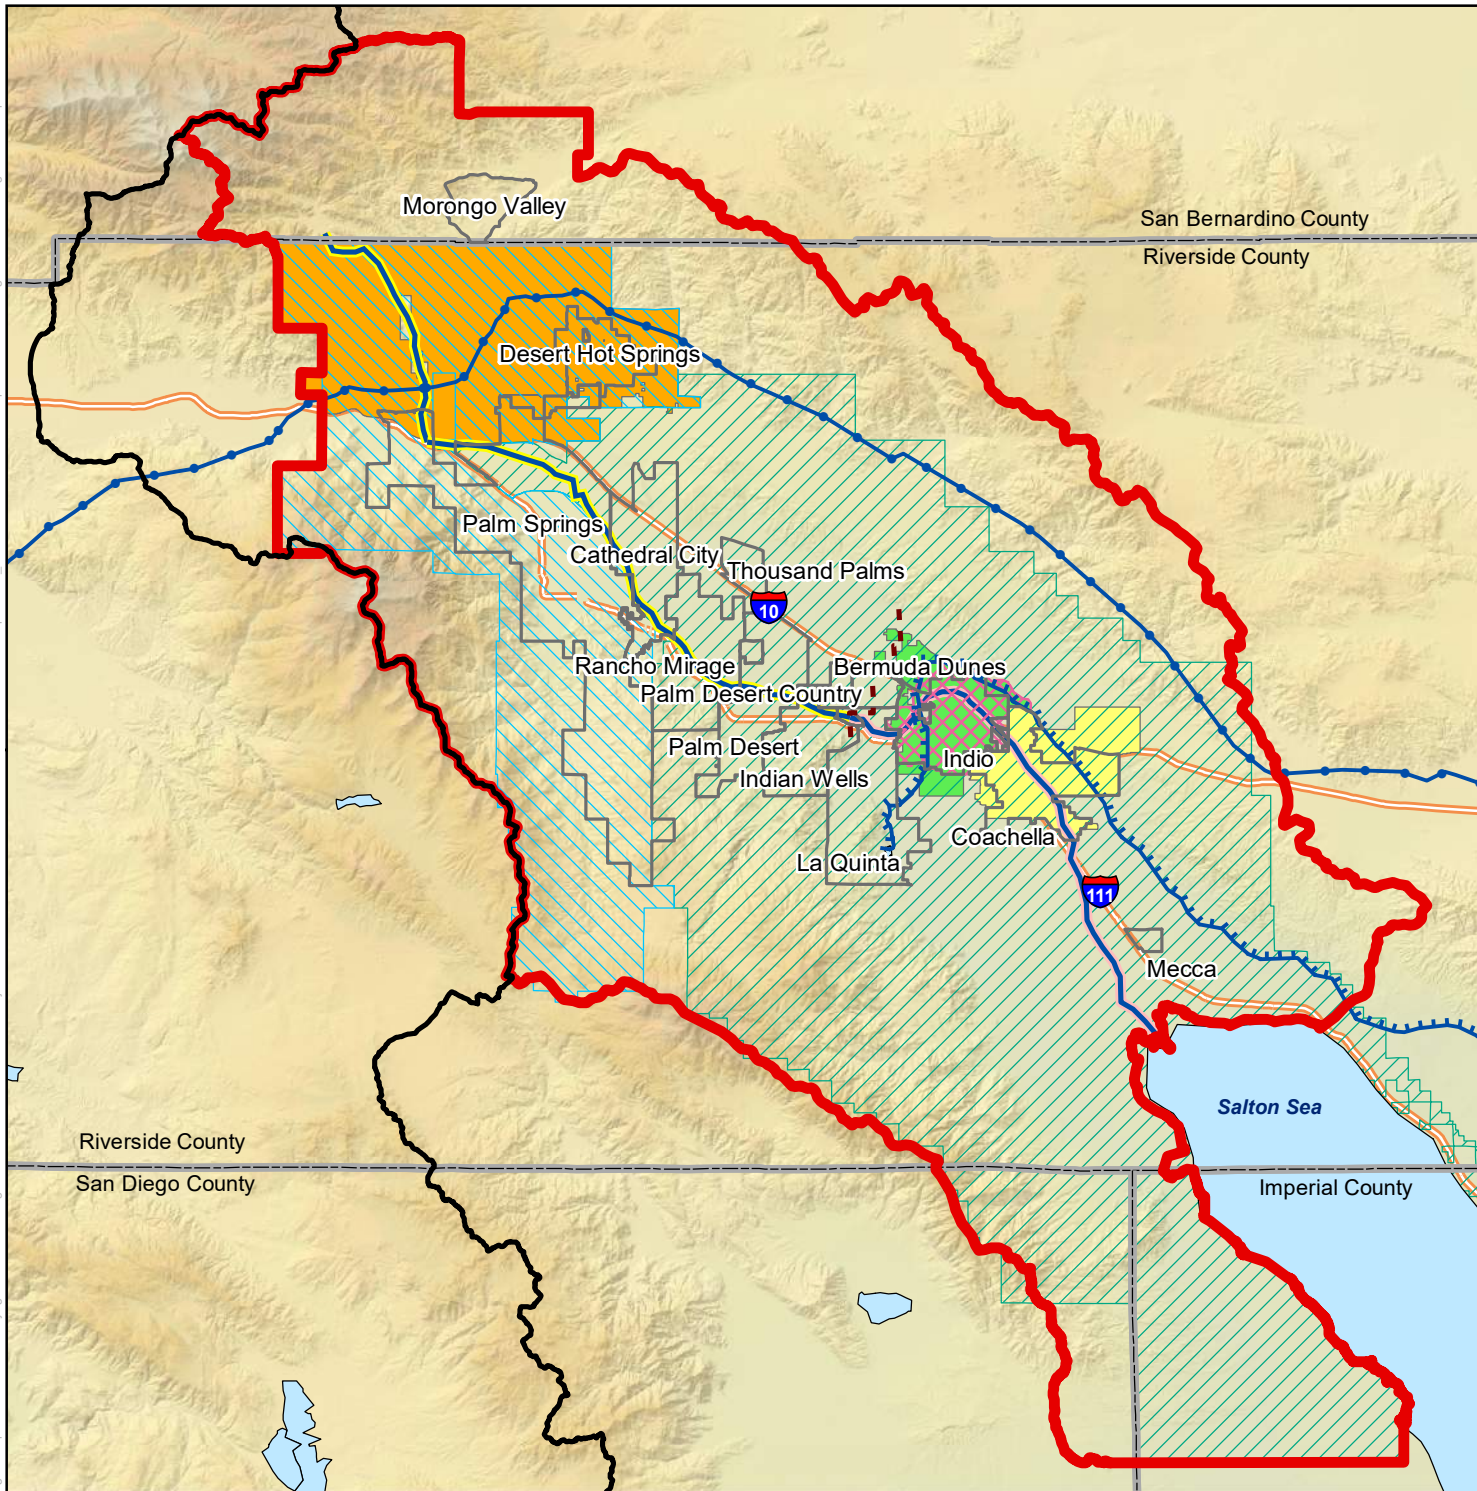 Morongo Valley
San Bernardino County
Riverside County
Desert Hot Springs
Palm Springs
Cathedral City
Thousand Palms
10
Rancho Mirage
Bermuda Dunes
Palm Desert Country
Palm Desert
Indio
Indian Wells
Coachella
La Quinta
111
Mecca
Salton Sea
Riverside County
San Diego County
Imperial County